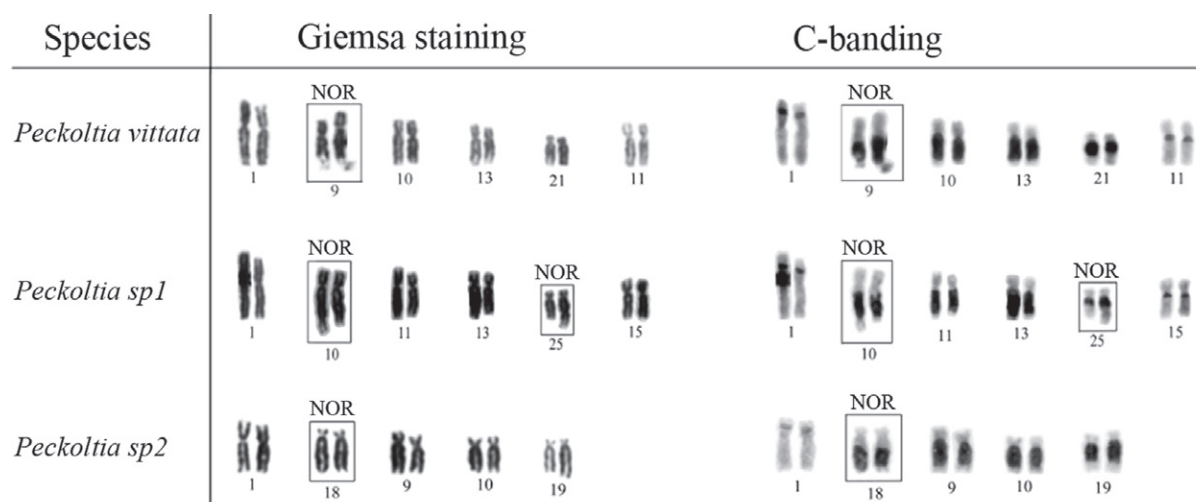 Species Giemsa staining C-banding
NOR NOR
Peckoltia vittata
1 9 10 13 21 11 1 9 10 13 21 11
NOR NOR NOR NOR
Peckoltia sp1
1 10 11 13 25 15 1 10 11 13 25 15
NOR NOR
Peckoltia sp2
1 18 9 10 19 1 18 9 10 19